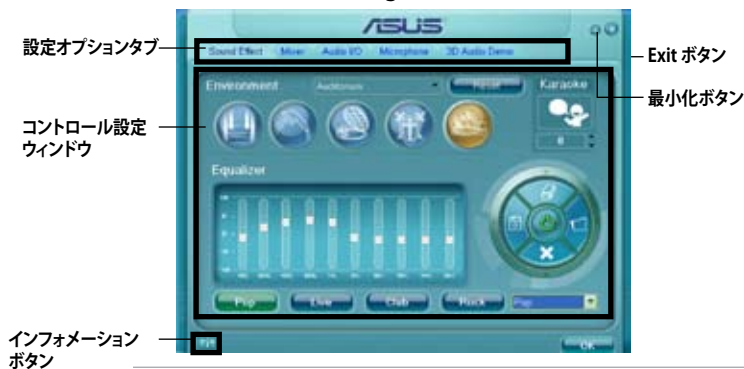 ASUS
設定オプションタブ
Sound Effect Mixer Audio I/O Microphone 3D Audio Demo
Exit ボタン
最小化ボタン
Environment Auditorium Reset Karaoke
0
コントロール設定
ウィンドウ
Equalizer
Pop Live Club Rock Pop
インフォメーション
ボタン
OK